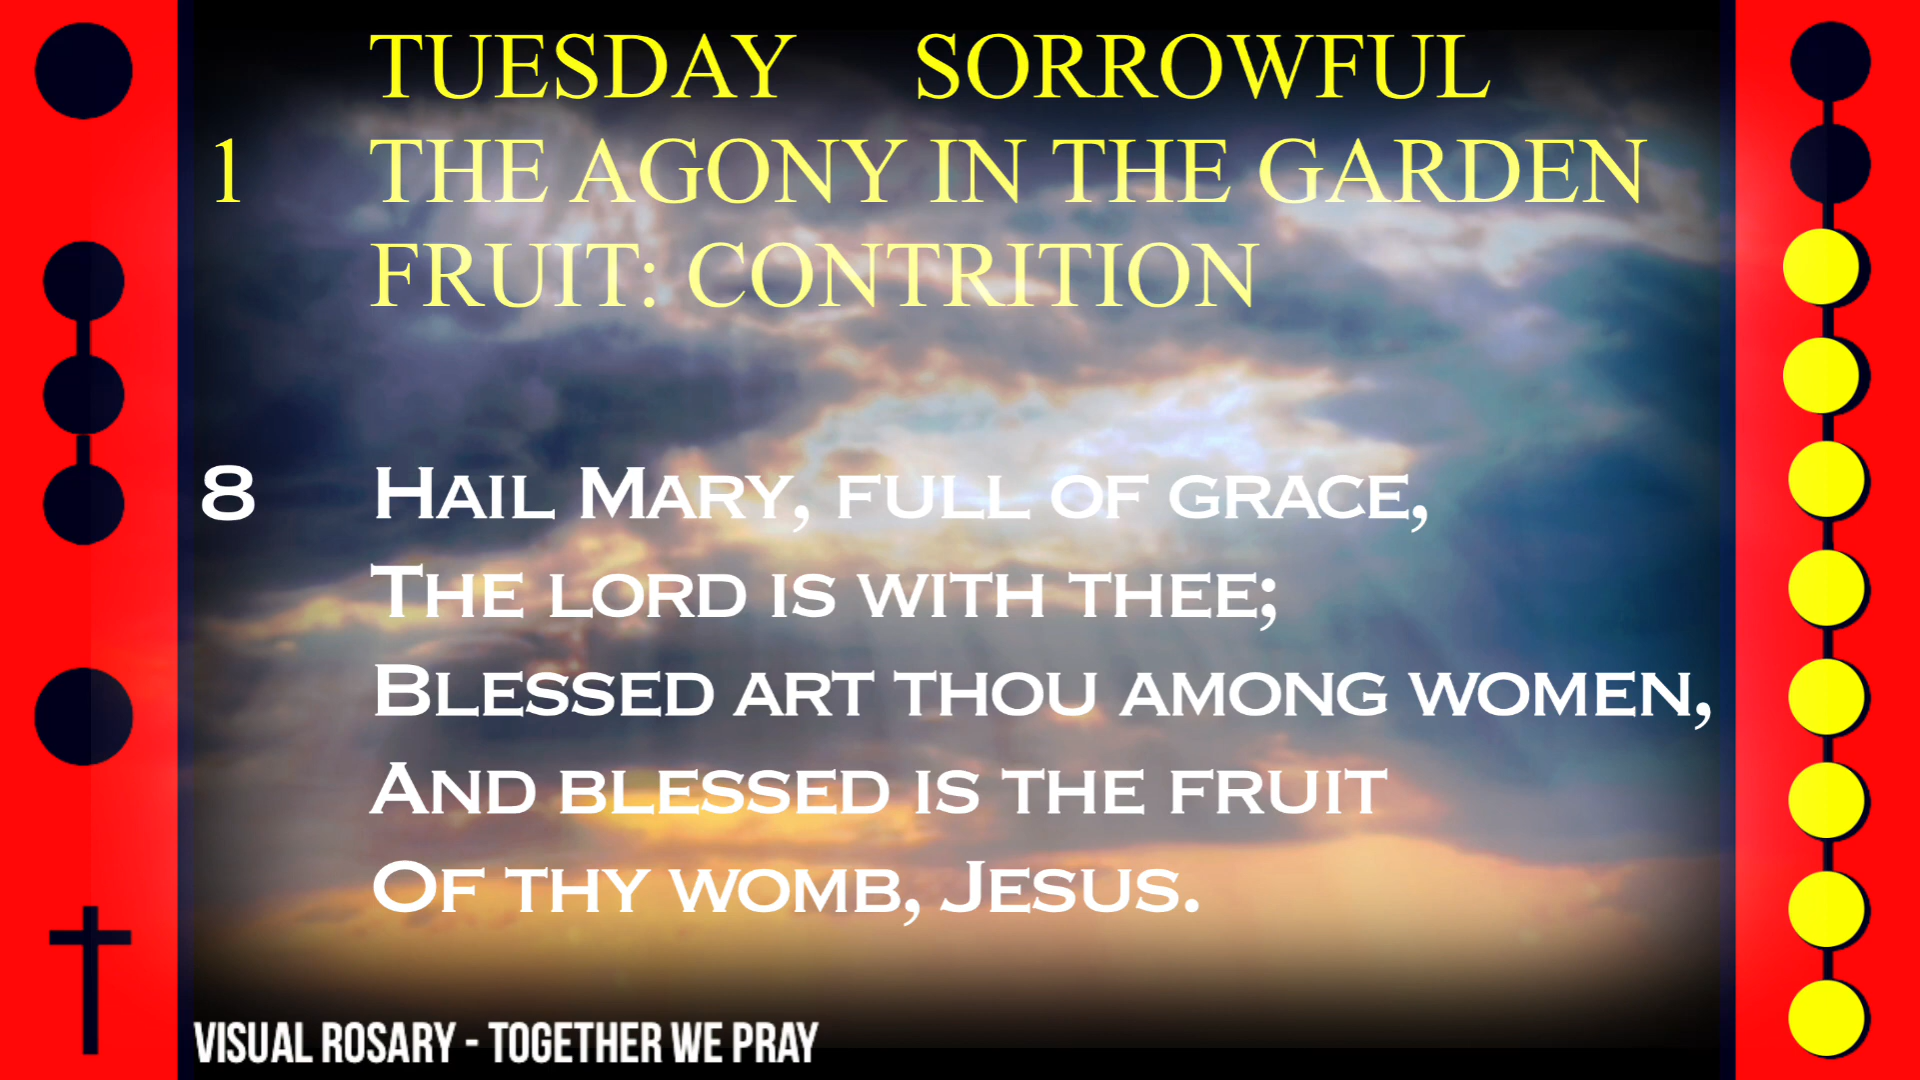 TUESDAY SORROWFUL
1 THE AGONY IN THE GARDEN
FRUIT: CONTRITION
8 HAIL MARY, FULL OF GRACE,
THE LORD IS WITH THEE;
BLESSED ART THOU AMONG WOMEN,
AND BLESSED IS THE FRUIT
OF THY WOMB, JESUS.
VISUAL ROSARY - TOGETHER WE PRAY